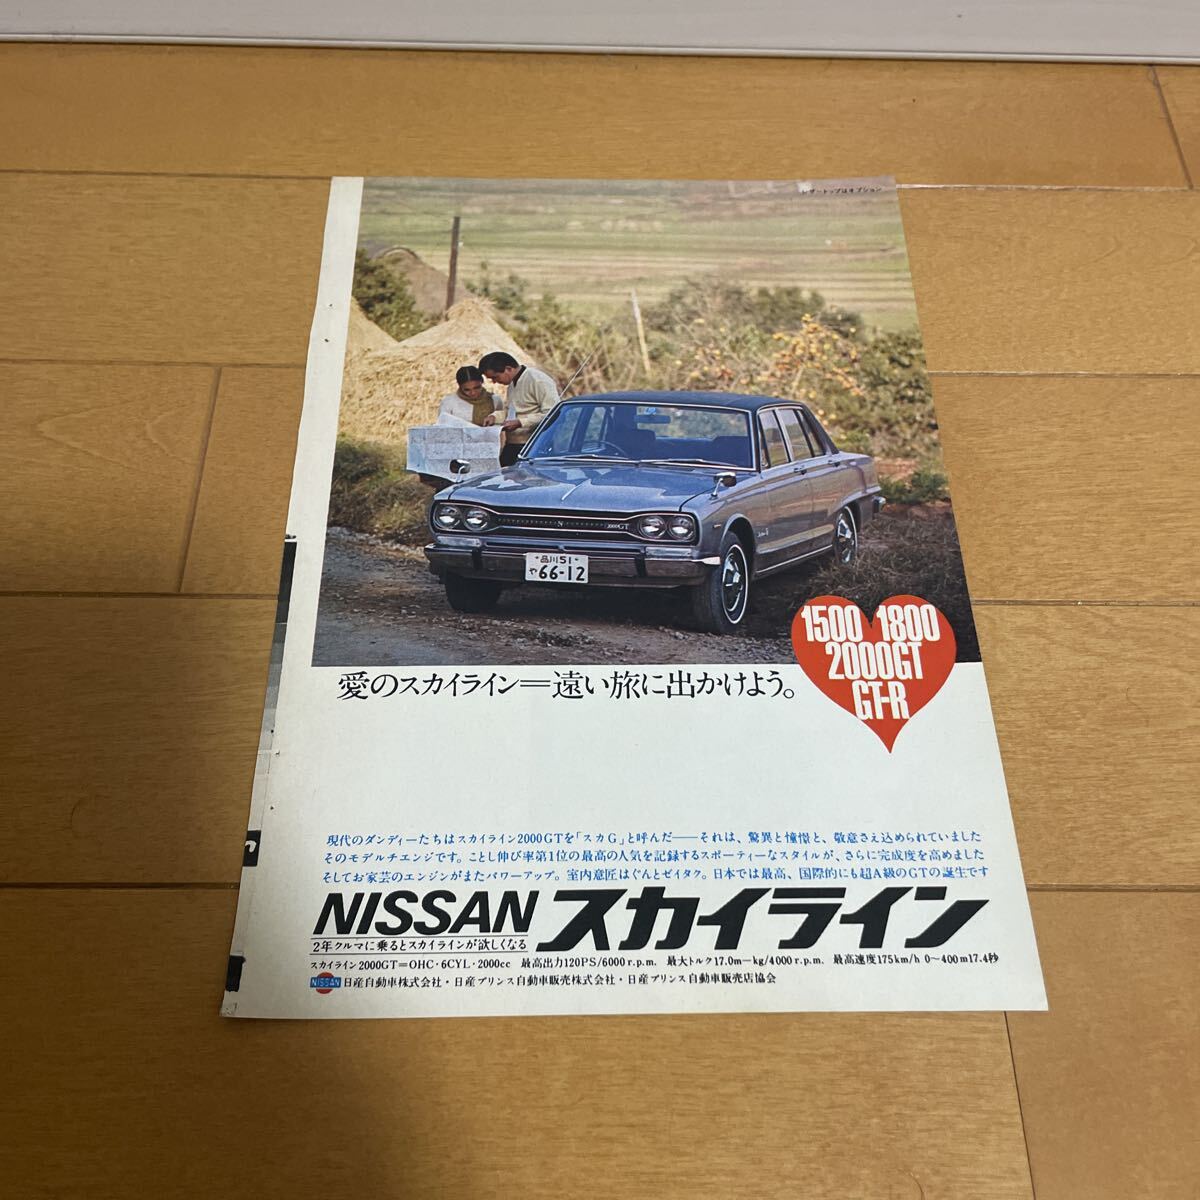 レザートップはオプション
2000GT
品川51
や66-12
1500 1800
2000GT
GT-R
愛のスカイライン＝遠い旅に出かけよう。
現代のダンディーたちはスカイライン2000GTを「スカG」と呼んだ——それは、驚異と憧憬と、敬意さえ込められていました
そのモデルチエンジです。ことし伸び率第1位の最高の人気を記録するスポーティーなスタイルが、さらに完成度を高めました
そしてお家芸のエンジンがまたパワーアップ。室内意匠はぐんとゼイタク。日本では最高、国際的にも超A級のGTの誕生です
NISSAN スカイライン
2年クルマに乗るとスカイラインが欲しくなる
スカイライン2000GT＝OHC・6CYL・2000cc 最高出力120PS/6000r.p.m. 最大トルク17.0m-kg/4000r.p.m. 最高速度175km/h 0〜400m17.4秒
NISSAN 日産自動車株式会社・日産プリンス自動車販売株式会社・日産プリンス自動車販売店協会